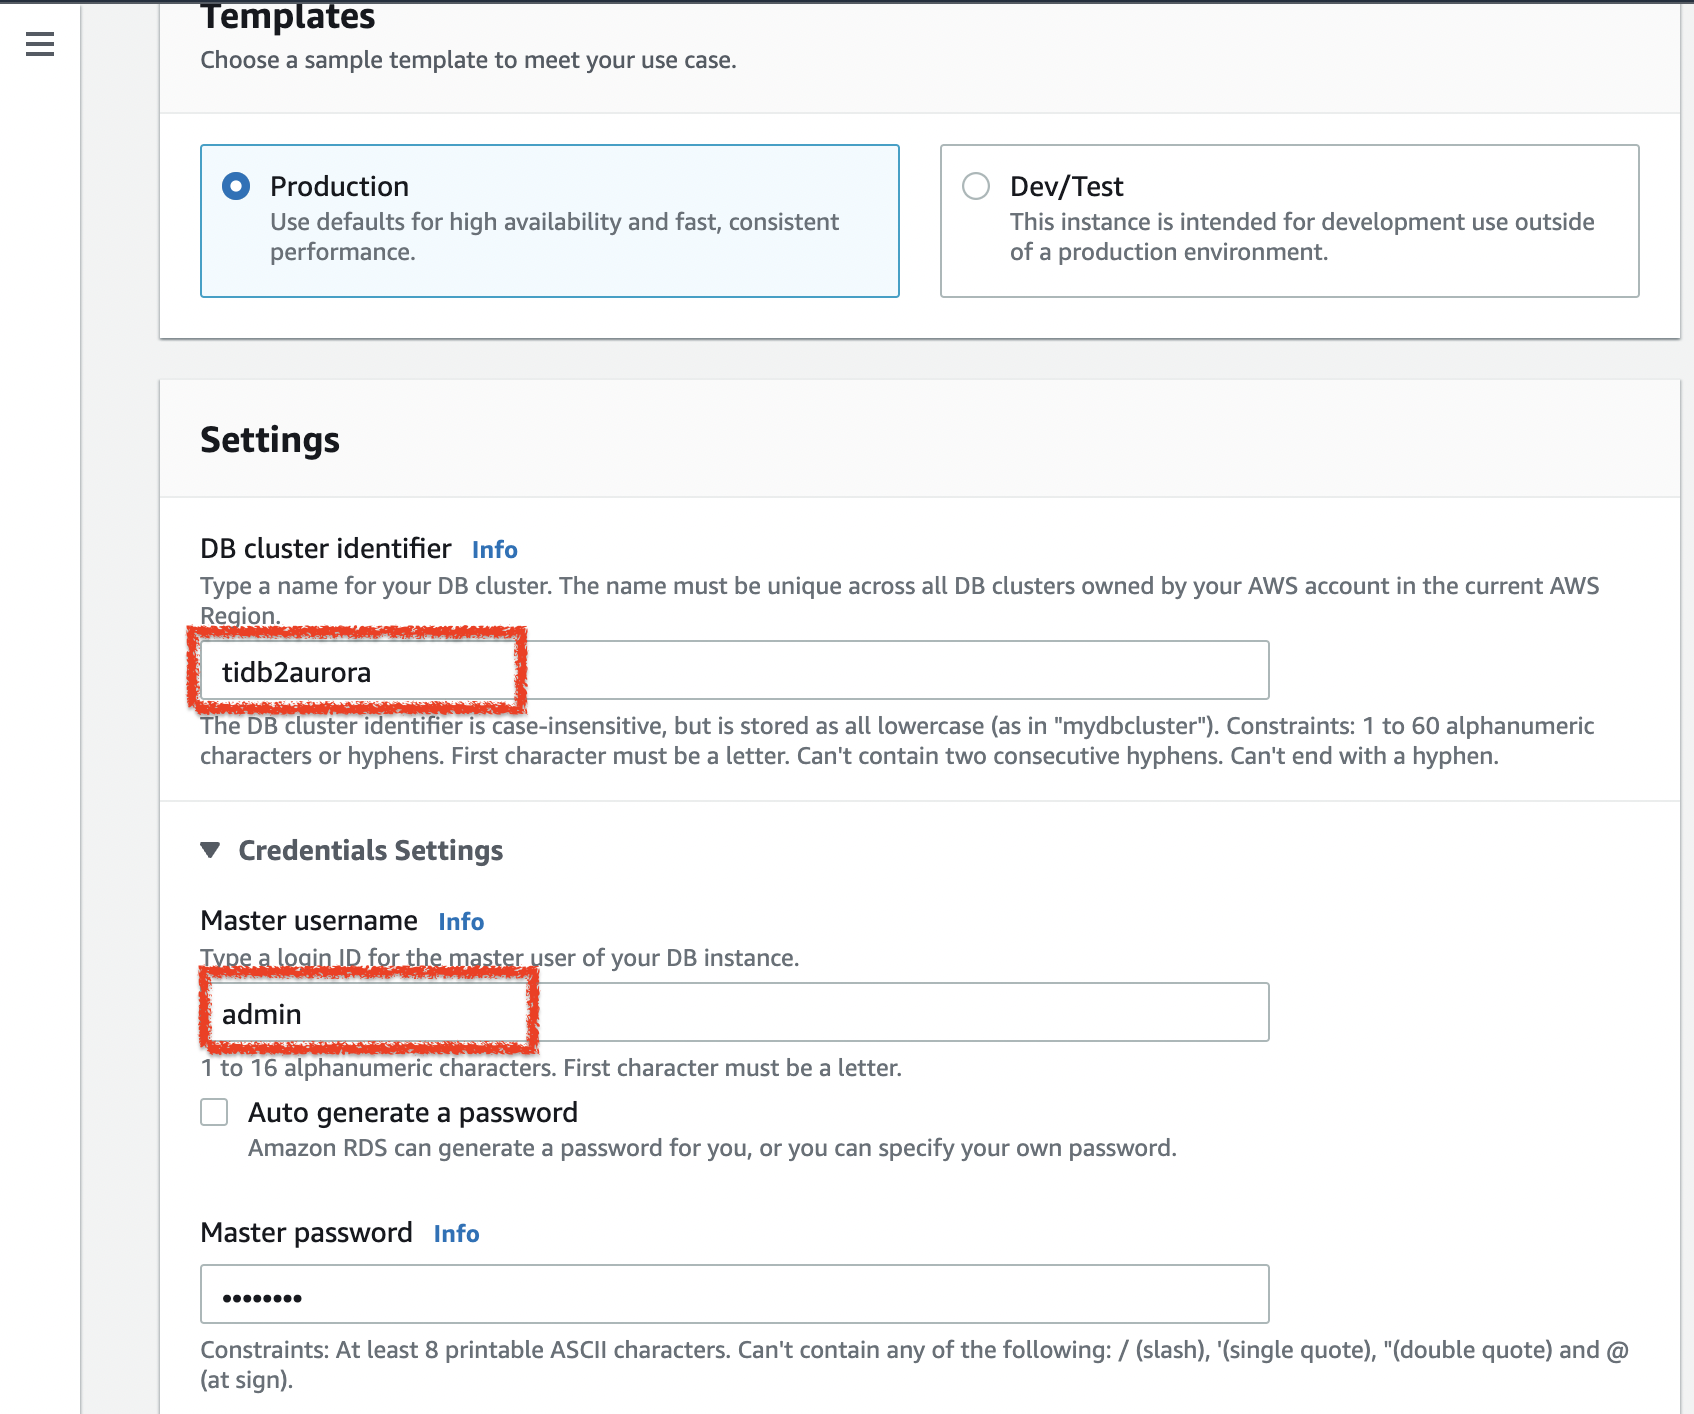 Templates
Choose a sample template to meet your use case.
Production
Use defaults for high availability and fast, consistent
performance.
Dev/Test
This instance is intended for development use outside
of a production environment.
Settings
DB cluster identifier Info
Type a name for your DB cluster. The name must be unique across all DB clusters owned by your AWS account in the current AWS
Region.
tidb2aurora
The DB cluster identifier is case-insensitive, but is stored as all lowercase (as in "mydbcluster"). Constraints: 1 to 60 alphanumeric
characters or hyphens. First character must be a letter. Can't contain two consecutive hyphens. Can't end with a hyphen.
Credentials Settings
Master username Info
Type a login ID for the master user of your DB instance.
admin
1 to 16 alphanumeric characters. First character must be a letter.
Auto generate a password
Amazon RDS can generate a password for you, or you can specify your own password.
Master password Info
••••••••
Constraints: At least 8 printable ASCII characters. Can't contain any of the following: / (slash), '(single quote), "(double quote) and @
(at sign).